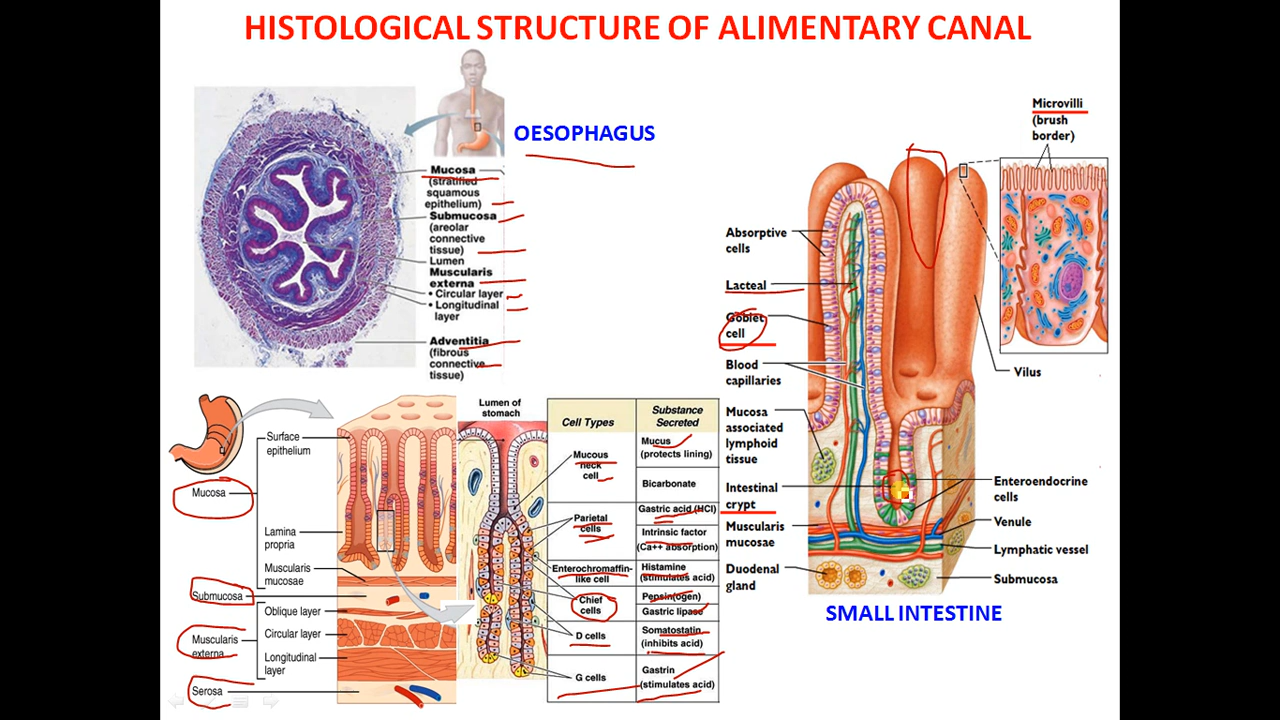 HISTOLOGICAL STRUCTURE OF ALIMENTARY CANAL
OESOPHAGUS
Mucosa
(stratified
squamous
epithelium)
Submucosa
(areolar
connective
tissue)
Lumen
Muscularis
externa
• Circular layer
• Longitudinal
layer
Adventitia
(fibrous
connective
tissue)
Surface
epithelium
Mucosa
Lamina
propria
Muscularis
mucosae
Submucosa
Oblique layer
Circular layer
Muscularis
externa
Longitudinal
layer
Serosa
Lumen of
stomach
Cell Types
Substance
Secreted
Mucous
neck
cell
Mucus
(protects lining)
Bicarbonate
Parietal
cells
Gastric acid (HCl)
Intrinsic factor
(Ca++ absorption)
Enterochromaffin-
like cell
Histamine
(stimulates acid)
Chief
cells
Pepsin(ogen)
Gastric lipase
D cells
Somatostatin
(inhibits acid)
G cells
Gastrin
(stimulates acid)
Microvilli
(brush
border)
Absorptive
cells
Lacteal
Goblet
cell
Blood
capillaries
Vilus
Mucosa
associated
lymphoid
tissue
Intestinal
crypt
Muscularis
mucosae
Duodenal
gland
Enteroendocrine
cells
Venule
Lymphatic vessel
Submucosa
SMALL INTESTINE